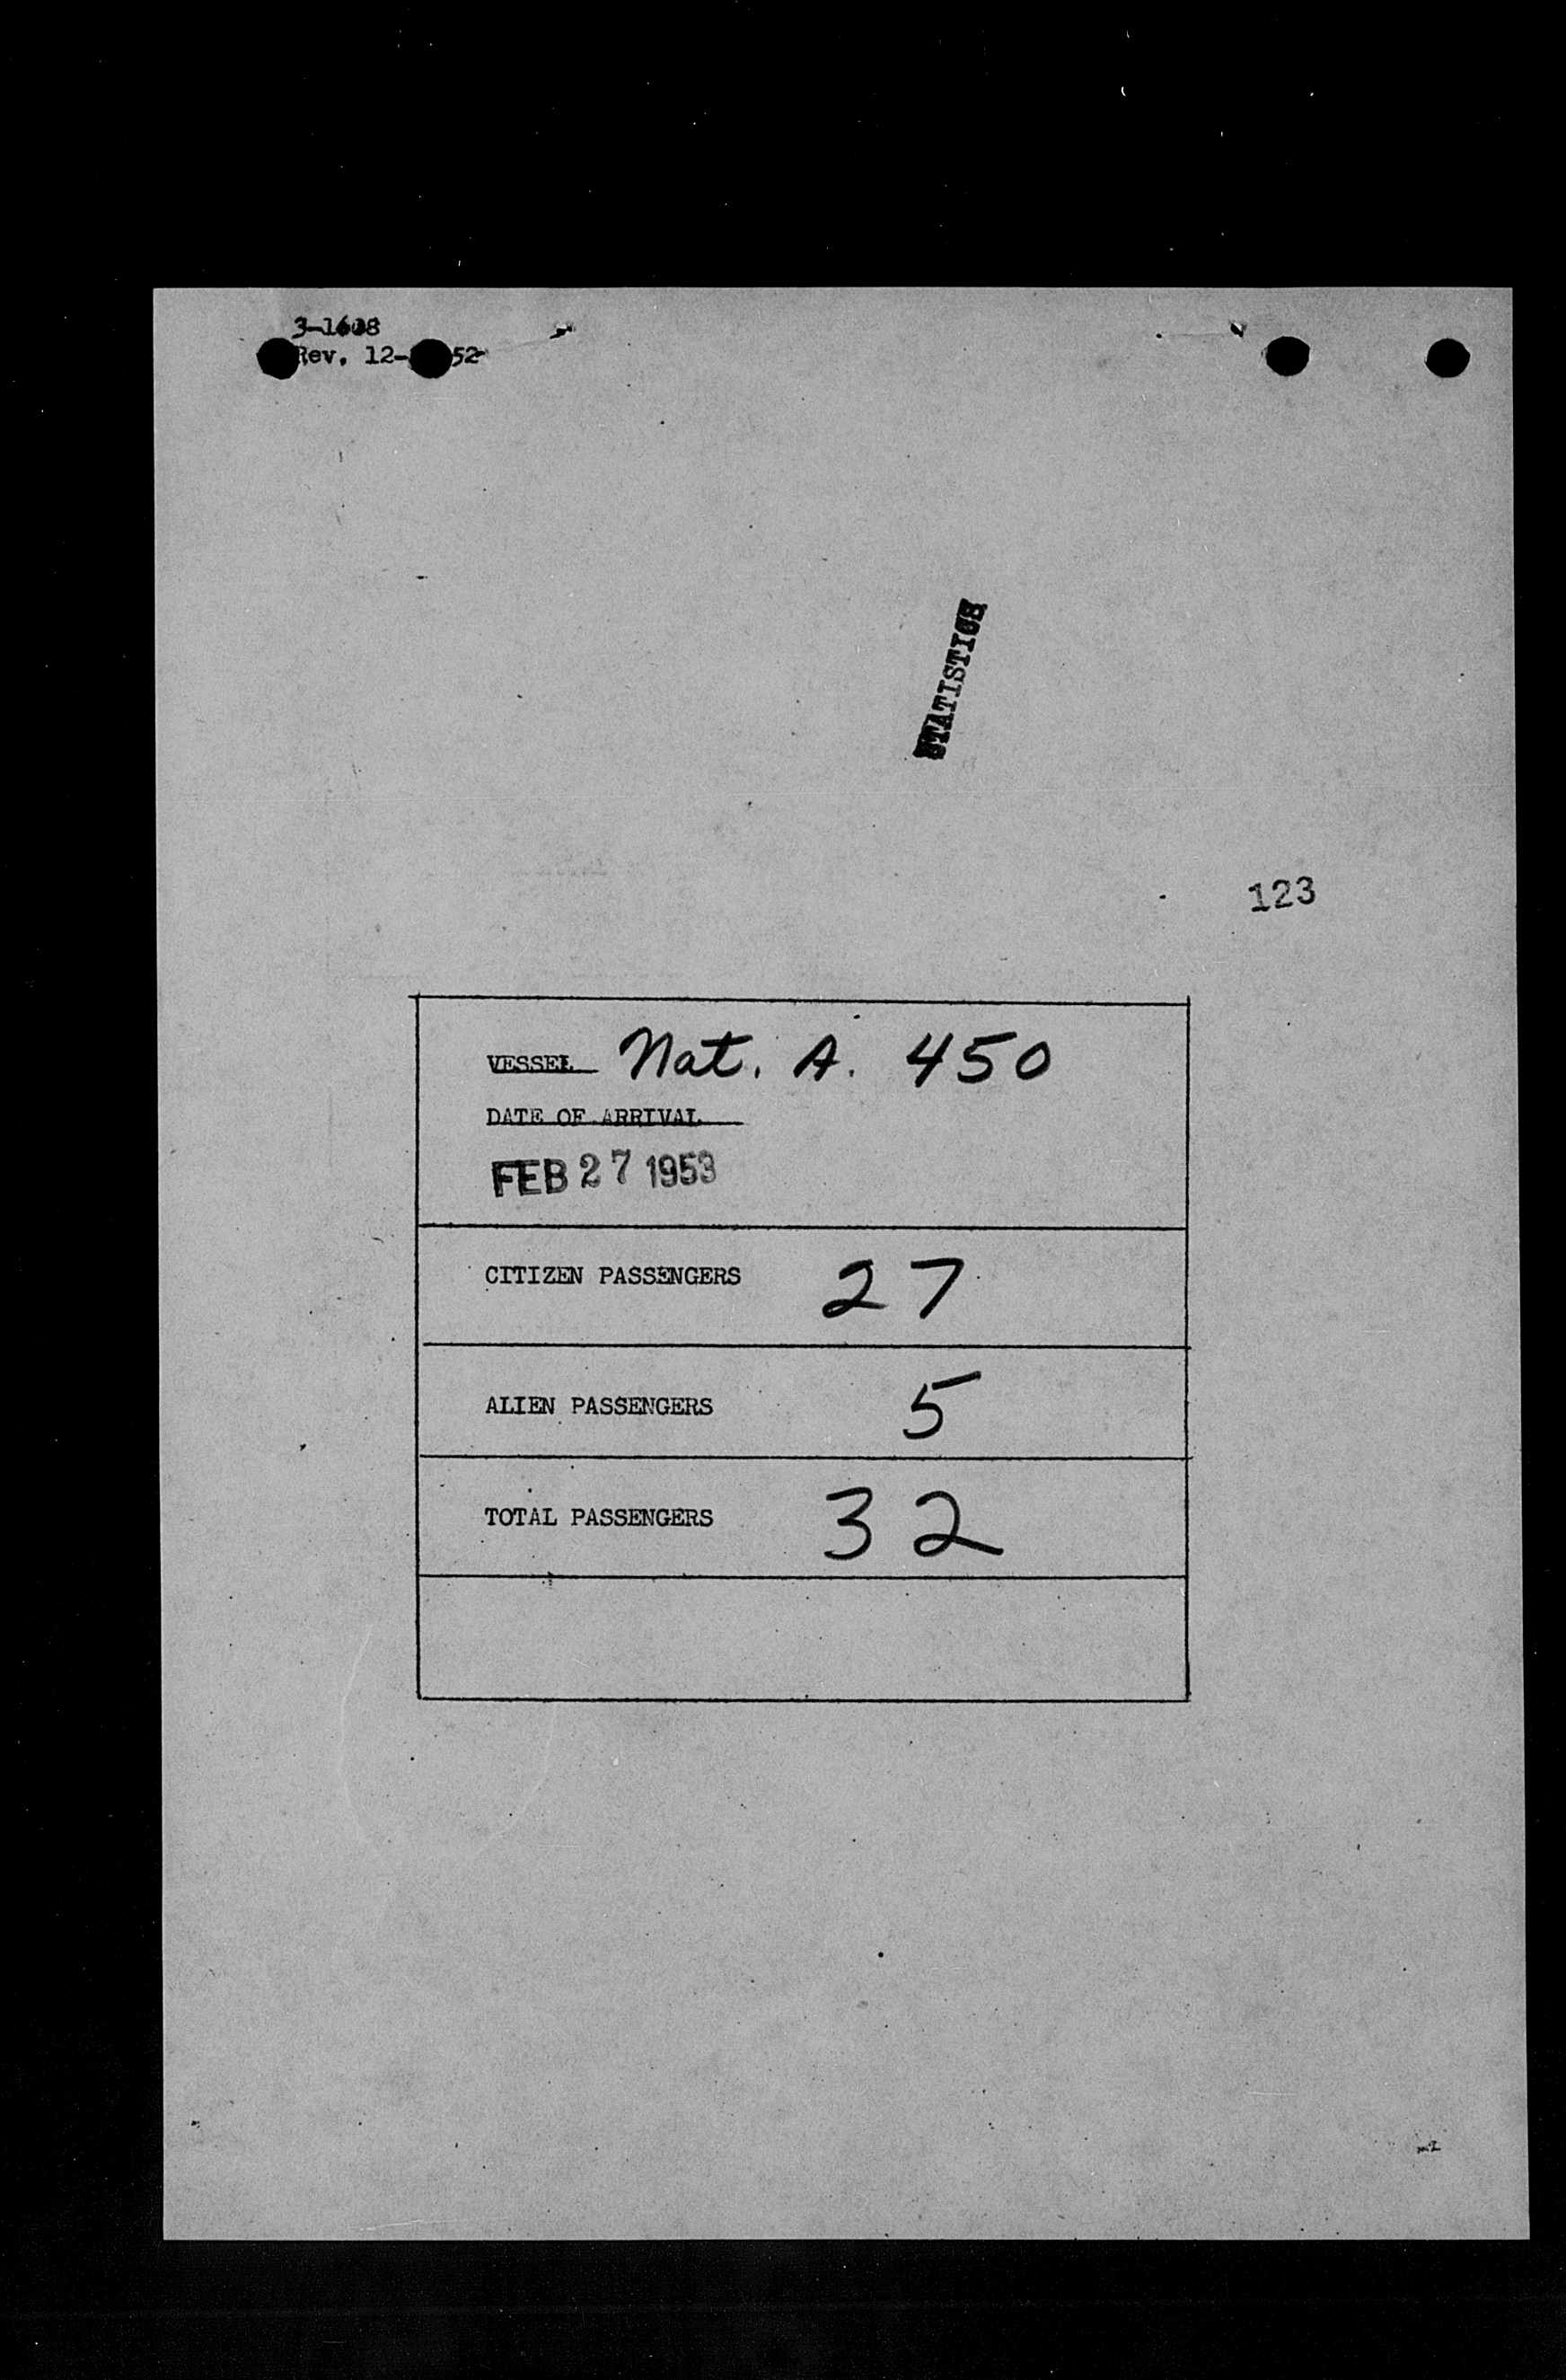 3-1608
Rev. 12- 52
STATISTICS
123
VESSEL Nat. A. 450
DATE OF ARRIVAL
FEB 27 1953
CITIZEN PASSENGERS 27
ALIEN PASSENGERS 5
TOTAL PASSENGERS 32